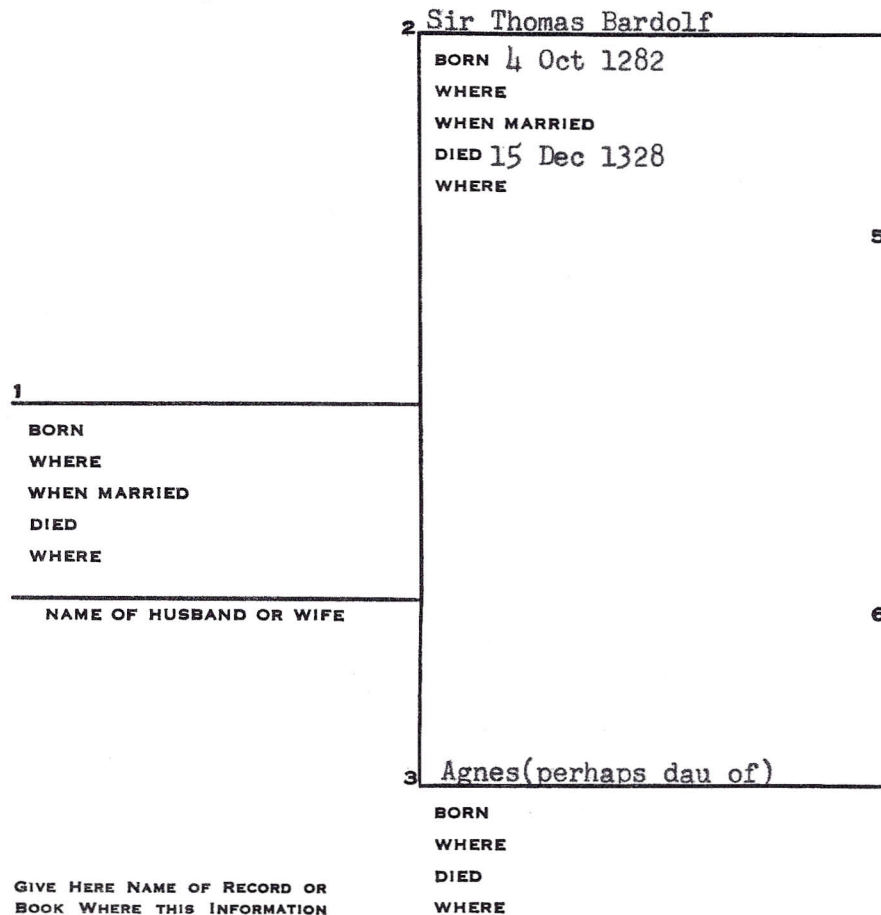 2 Sir Thomas Bardolf
BORN 4 Oct 1282
WHERE
WHEN MARRIED
DIED 15 Dec 1328
WHERE
5
1
BORN
WHERE
WHEN MARRIED
DIED
WHERE
NAME OF HUSBAND OR WIFE
6
3 Agnes(perhaps dau of)
BORN
WHERE
DIED
WHERE
GIVE HERE NAME OF RECORD OR
BOOK WHERE THIS INFORMATION